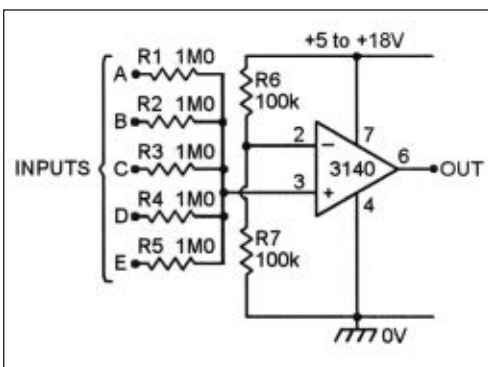 +5 to +18V
R1 1M0
A
R2 1M0
B
R3 1M0
C
R4 1M0
D
R5 1M0
E
INPUTS
R6
100k
2
−
7
3140
6
OUT
3
+
4
R7
100k
0V